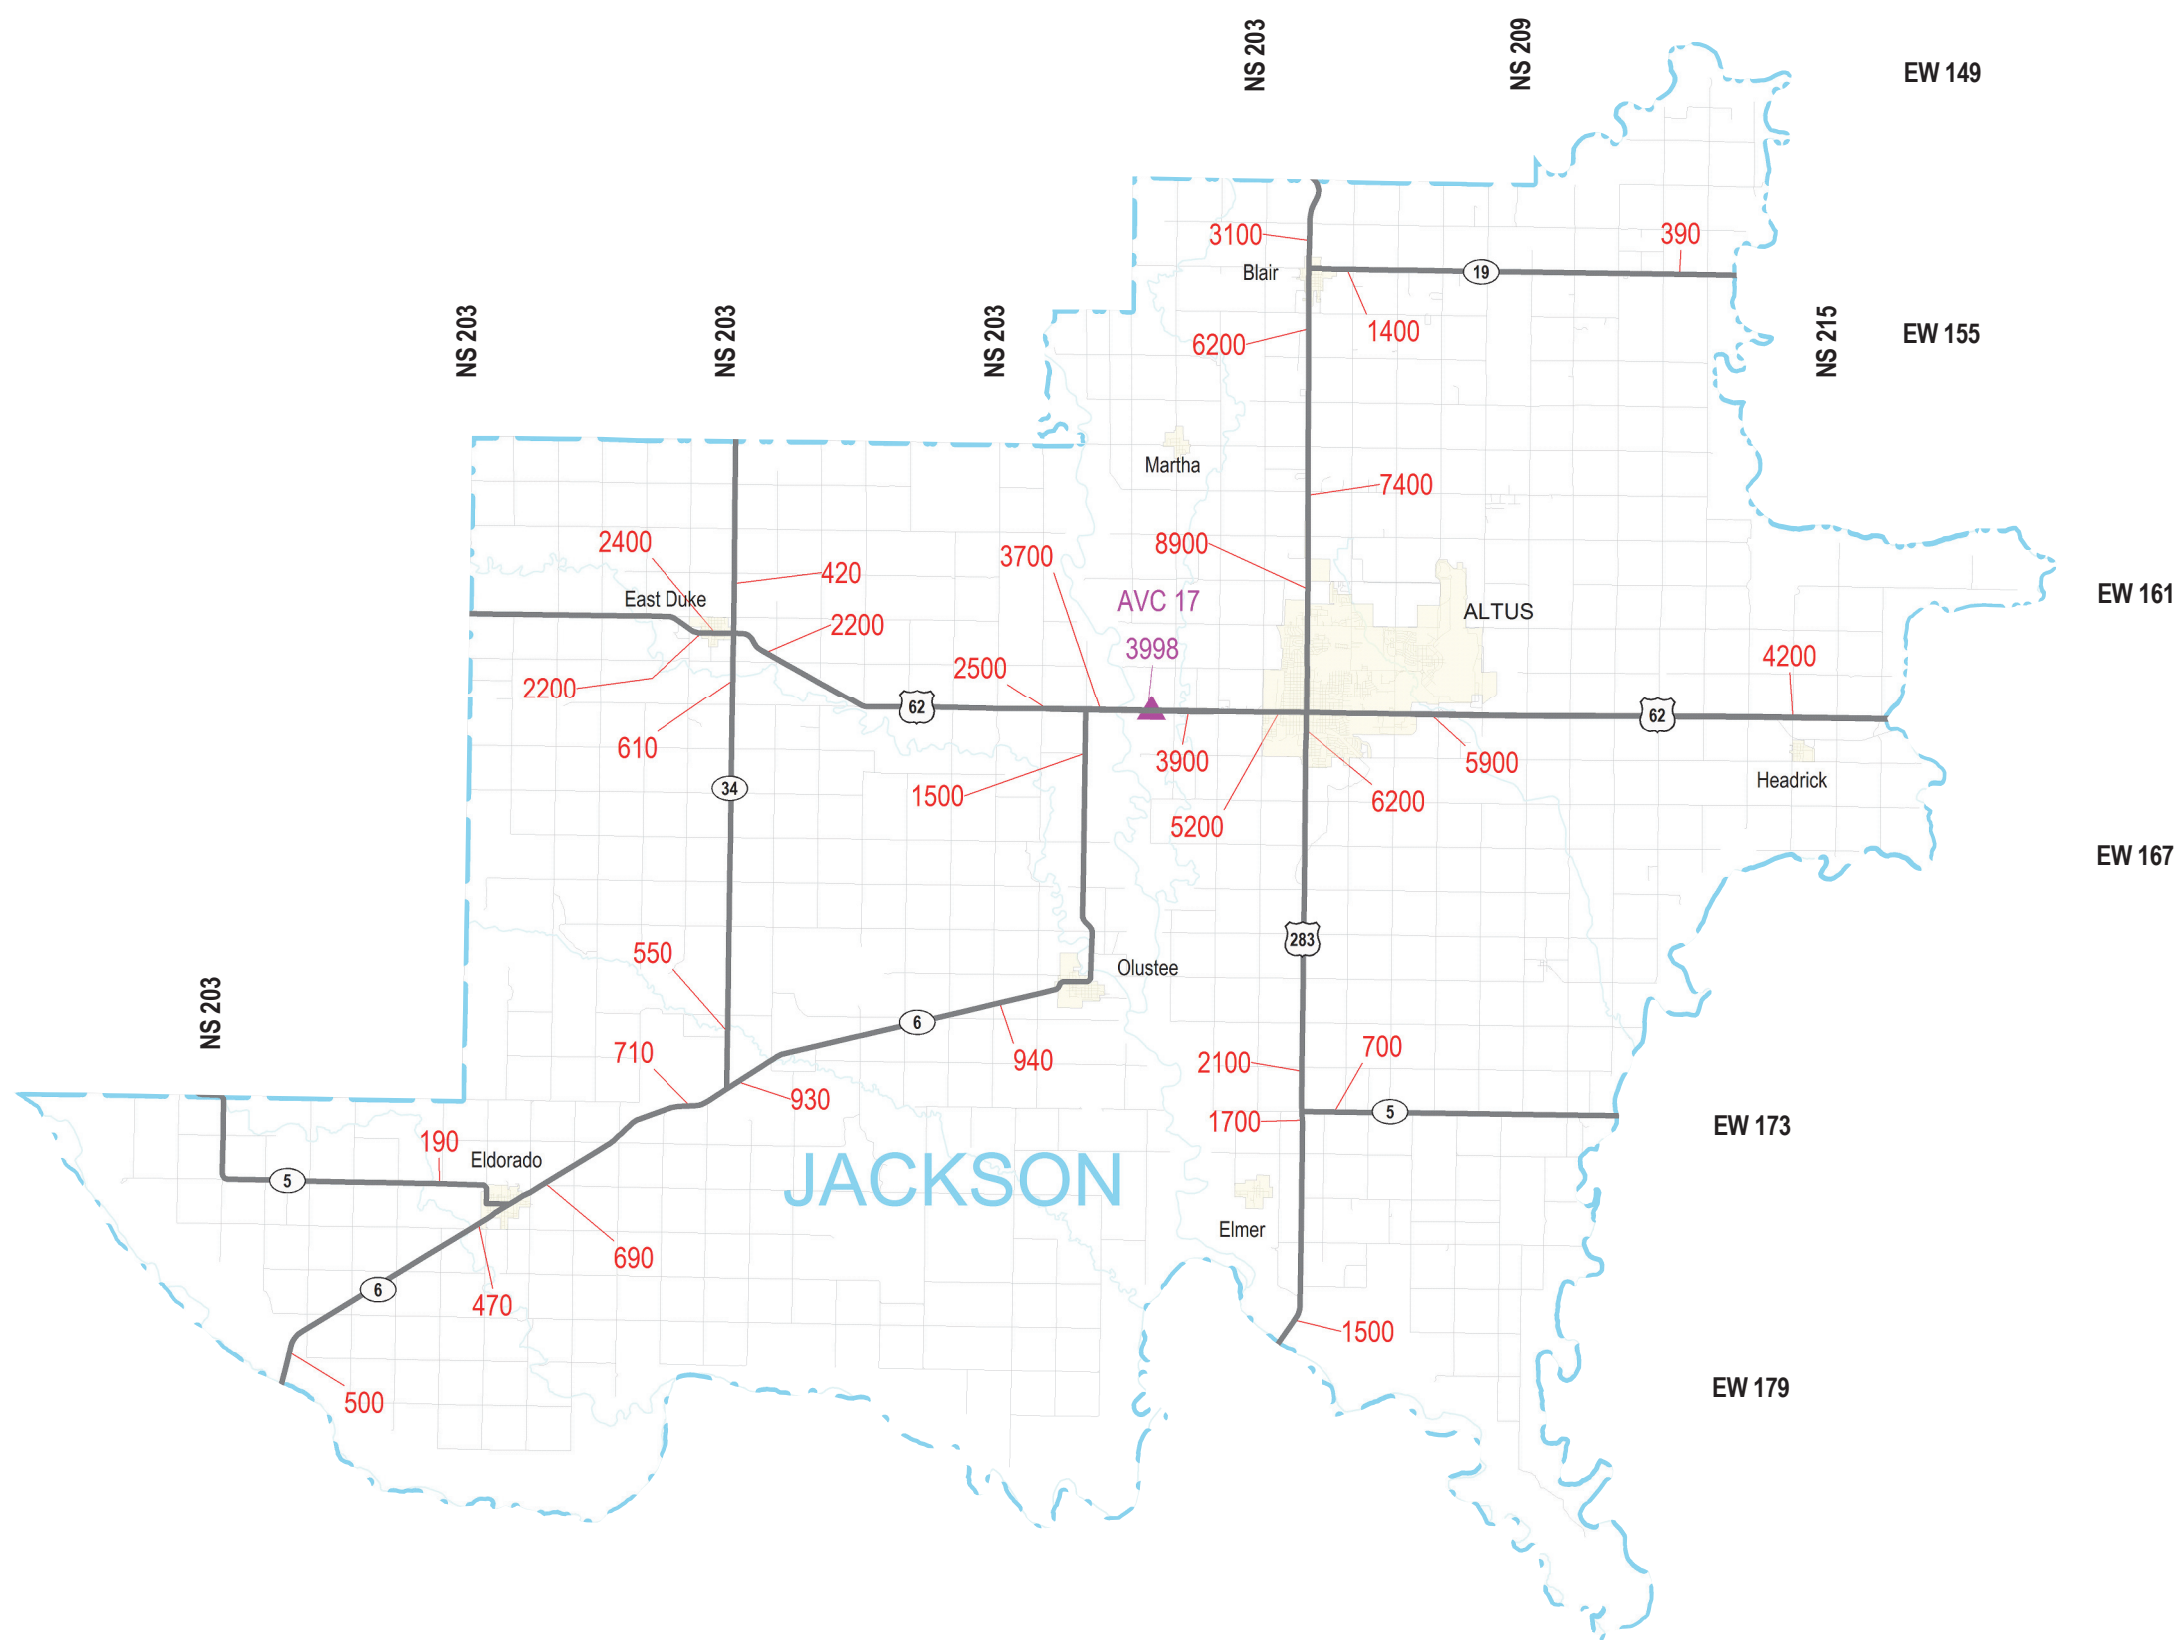 NS 203
NS 209
EW 149
3100
390
Blair
19
1400
6200
NS 203
NS 203
NS 203
NS 215
EW 155
Martha
7400
2400
420
3700
8900
East Duke
AVC 17
ALTUS
EW 161
2200
3998
2200
2500
4200
62
62
610
3900
5900
34
1500
6200
Headrick
5200
EW 167
283
550
Olustee
NS 203
6
710
940
2100
700
930
1700
5
EW 173
190
Eldorado
5
JACKSON
Elmer
690
6
470
1500
500
EW 179